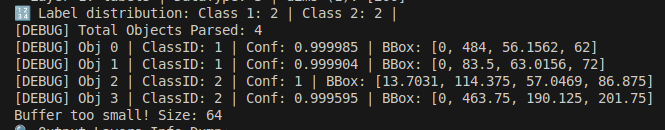 🔢 Label distribution: Class 1: 2 | Class 2: 2 |
[DEBUG] Total Objects Parsed: 4
[DEBUG] Obj 0 | ClassID: 1 | Conf: 0.999985 | BBox: [0, 484, 56.1562, 62]
[DEBUG] Obj 1 | ClassID: 1 | Conf: 0.999904 | BBox: [0, 83.5, 63.0156, 72]
[DEBUG] Obj 2 | ClassID: 2 | Conf: 1 | BBox: [13.7031, 114.375, 57.0469, 86.875]
[DEBUG] Obj 3 | ClassID: 2 | Conf: 0.999595 | BBox: [0, 463.75, 190.125, 201.75]
Buffer too small! Size: 64
🔍 Output Layers Info Dump